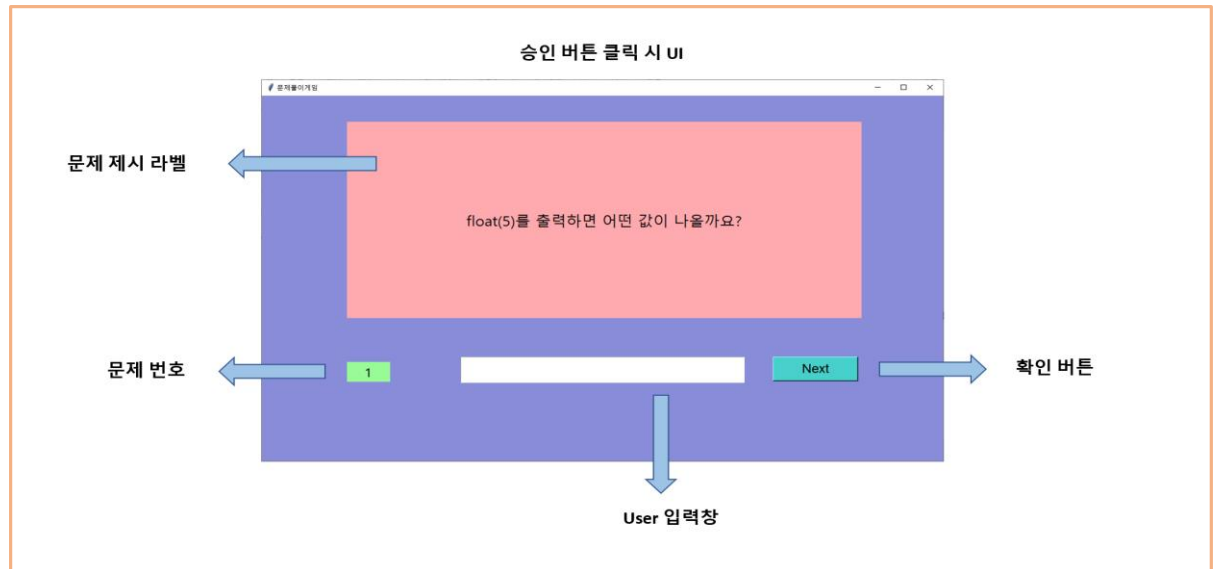 승인 버튼 클릭 시 UI
문제풀이게임
문제 제시 라벨
float(5)를 출력하면 어떤 값이 나올까요?
문제 번호
1
Next
확인 버튼
User 입력창